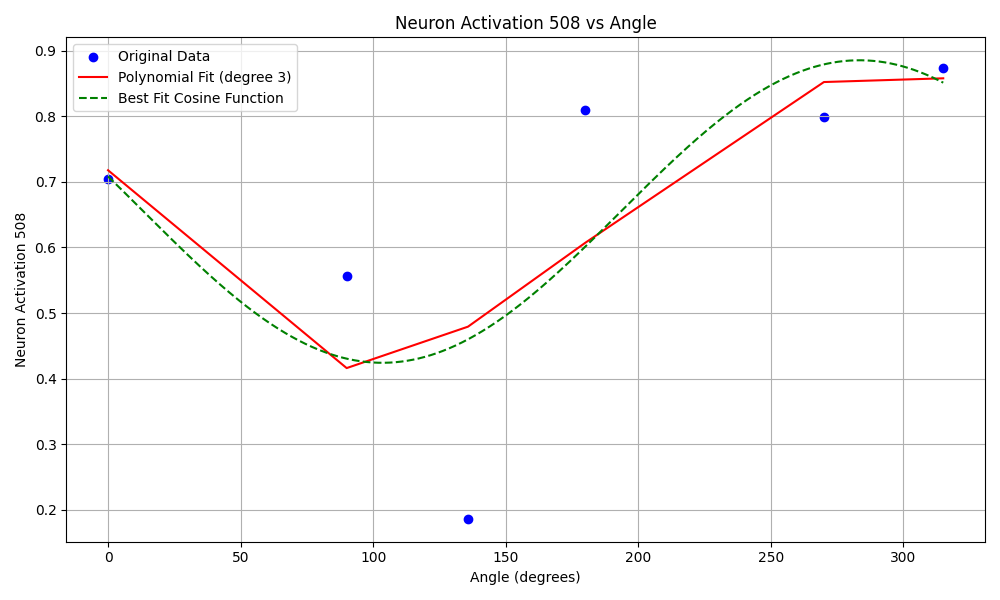 Neuron Activation 508 vs Angle
Original Data
Polynomial Fit (degree 3)
Best Fit Cosine Function
Neuron Activation 508
0.9
0.8
0.7
0.6
0.5
0.4
0.3
0.2
0
50
100
150
200
250
300
Angle (degrees)